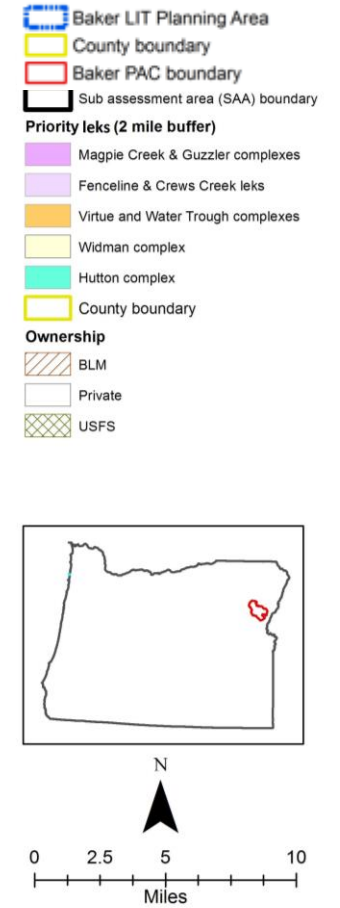 Baker LIT Planning Area
County boundary
Baker PAC boundary
Sub assessment area (SAA) boundary
Priority leks (2 mile buffer)
Magpie Creek & Guzzler complexes
Fenceline & Crews Creek leks
Virtue and Water Trough complexes
Widman complex
Hutton complex
County boundary
Ownership
BLM
Private
USFS
N
0 2.5 5 10
Miles